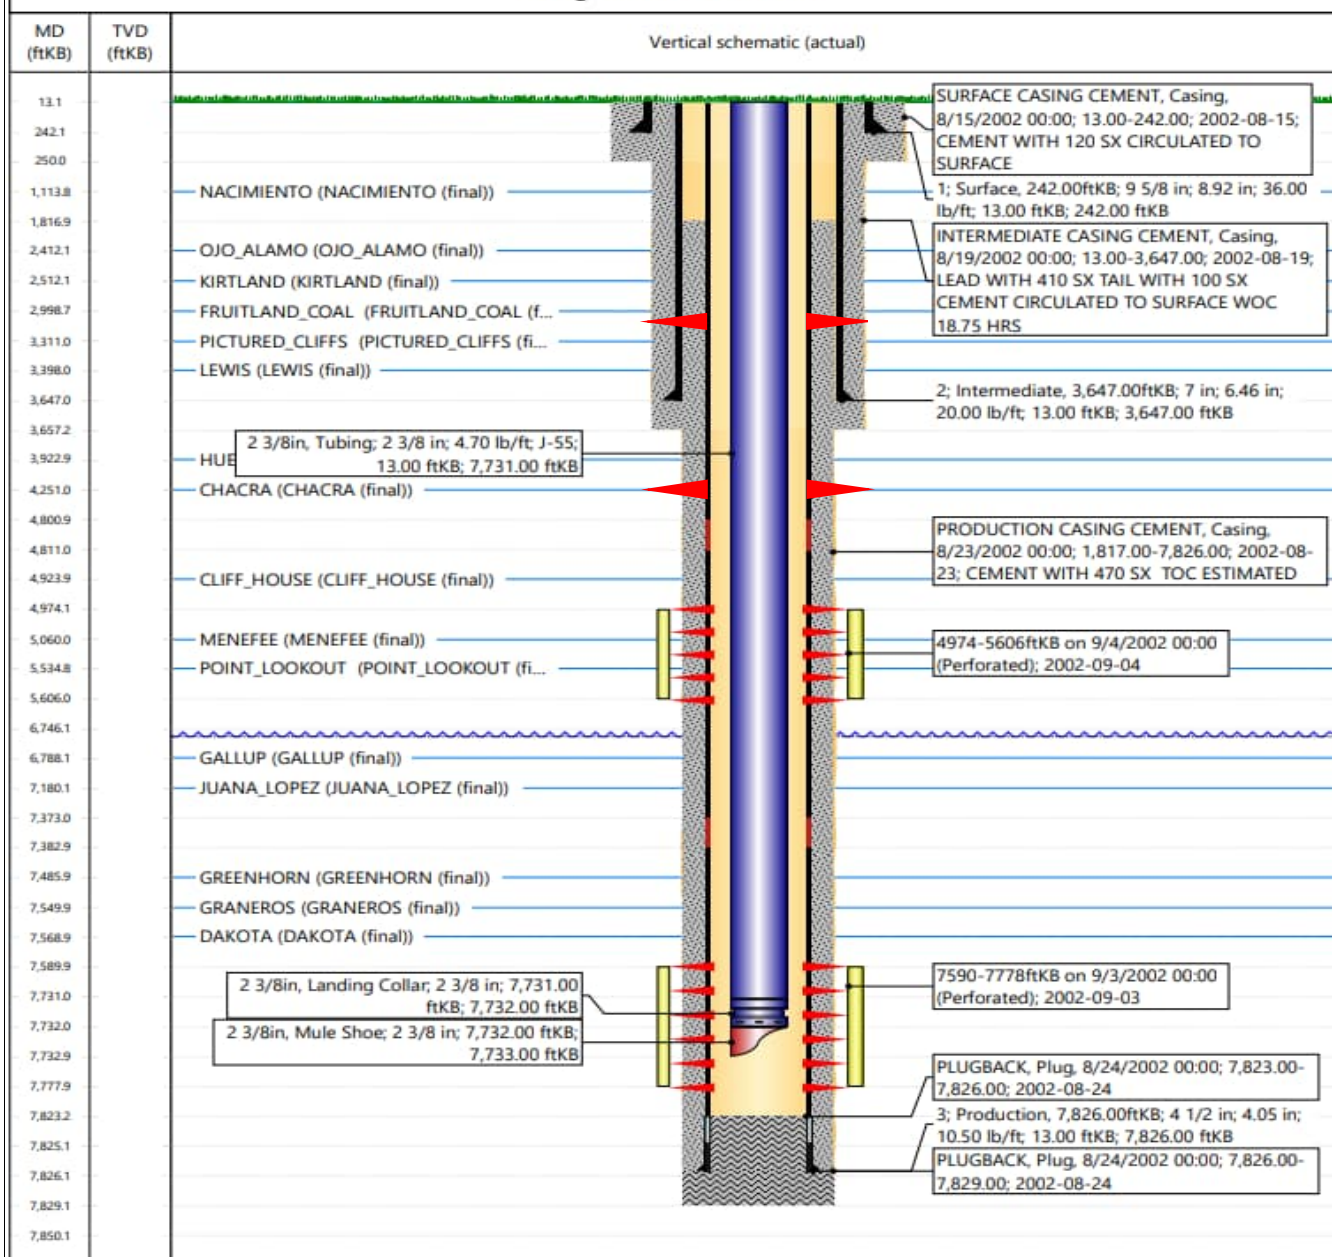 MD
(ftKB)
TVD
(ftKB)
Vertical schematic (actual)
13.1
242.1
250.0
1,113.8
1,816.9
2,412.1
2,512.1
2,998.7
3,311.0
3,398.0
3,647.0
3,657.2
3,922.9
4,251.0
4,800.9
4,811.0
4,923.9
4,974.1
5,060.0
5,534.8
5,606.0
6,746.1
6,788.1
7,180.1
7,373.0
7,382.9
7,485.9
7,549.9
7,568.9
7,589.9
7,731.0
7,732.0
7,732.9
7,777.9
7,823.2
7,825.1
7,826.1
7,829.1
7,850.1
NACIMIENTO (NACIMIENTO (final))
OJO_ALAMO (OJO_ALAMO (final))
KIRTLAND (KIRTLAND (final))
FRUITLAND_COAL (FRUITLAND_COAL (f...
PICTURED_CLIFFS (PICTURED_CLIFFS (fi...
LEWIS (LEWIS (final))
2 3/8in, Tubing; 2 3/8 in; 4.70 lb/ft; J-55;
13.00 ftKB; 7,731.00 ftKB
HUE
CHACRA (CHACRA (final))
CLIFF_HOUSE (CLIFF_HOUSE (final))
MENEFEE (MENEFEE (final))
POINT_LOOKOUT (POINT_LOOKOUT (fi...
GALLUP (GALLUP (final))
JUANA_LOPEZ (JUANA_LOPEZ (final))
GREENHORN (GREENHORN (final))
GRANEROS (GRANEROS (final))
DAKOTA (DAKOTA (final))
2 3/8in, Landing Collar; 2 3/8 in; 7,731.00
ftKB; 7,732.00 ftKB
2 3/8in, Mule Shoe; 2 3/8 in; 7,732.00 ftKB;
7,733.00 ftKB
SURFACE CASING CEMENT, Casing,
8/15/2002 00:00; 13.00-242.00; 2002-08-15;
CEMENT WITH 120 SX CIRCULATED TO
SURFACE
1; Surface, 242.00ftKB; 9 5/8 in; 8.92 in; 36.00
lb/ft; 13.00 ftKB; 242.00 ftKB
INTERMEDIATE CASING CEMENT, Casing,
8/19/2002 00:00; 13.00-3,647.00; 2002-08-19;
LEAD WITH 410 SX TAIL WITH 100 SX
CEMENT CIRCULATED TO SURFACE WOC
18.75 HRS
2; Intermediate, 3,647.00ftKB; 7 in; 6.46 in;
20.00 lb/ft; 13.00 ftKB; 3,647.00 ftKB
PRODUCTION CASING CEMENT, Casing,
8/23/2002 00:00; 1,817.00-7,826.00; 2002-08-
23; CEMENT WITH 470 SX TOC ESTIMATED
4974-5606ftKB on 9/4/2002 00:00
(Perforated); 2002-09-04
7590-7778ftKB on 9/3/2002 00:00
(Perforated); 2002-09-03
PLUGBACK, Plug, 8/24/2002 00:00; 7,823.00-
7,826.00; 2002-08-24
3; Production, 7,826.00ftKB; 4 1/2 in; 4.05 in;
10.50 lb/ft; 13.00 ftKB; 7,826.00 ftKB
PLUGBACK, Plug, 8/24/2002 00:00; 7,826.00-
7,829.00; 2002-08-24